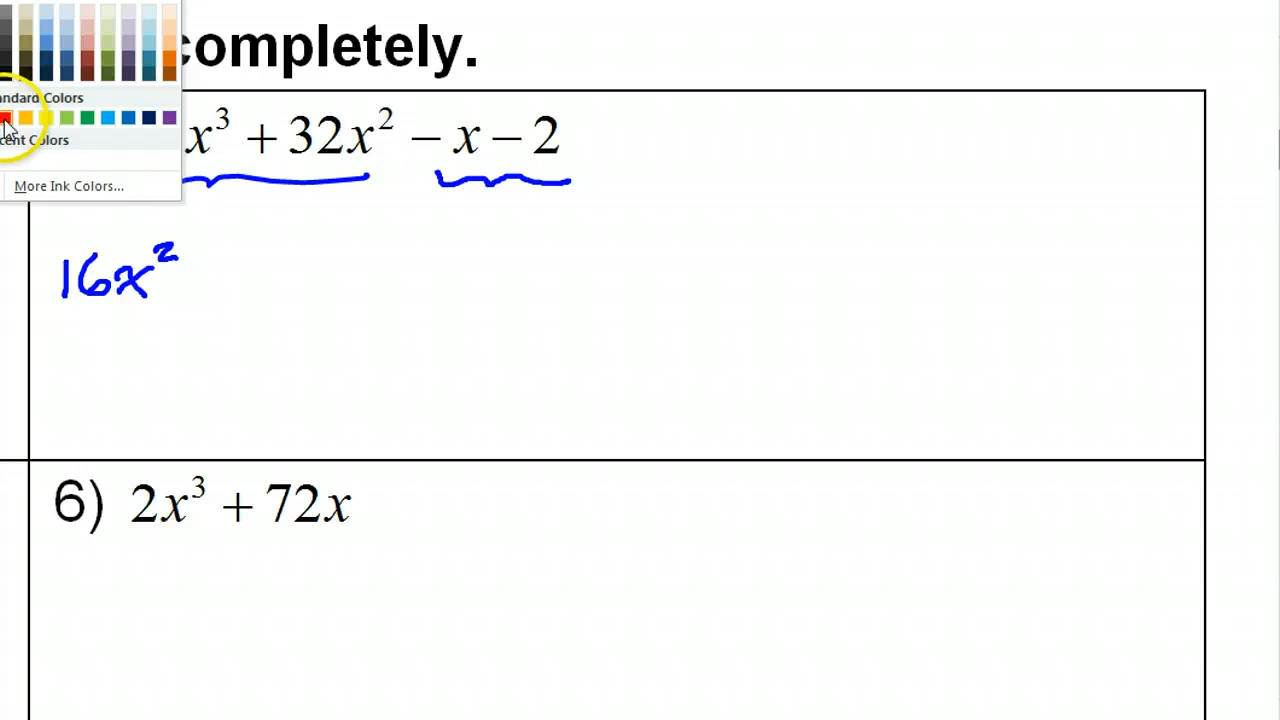 completely.
andard Colors
x³ + 32x² − x − 2
cent Colors
More Ink Colors...
16x²
6) 2x³ + 72x